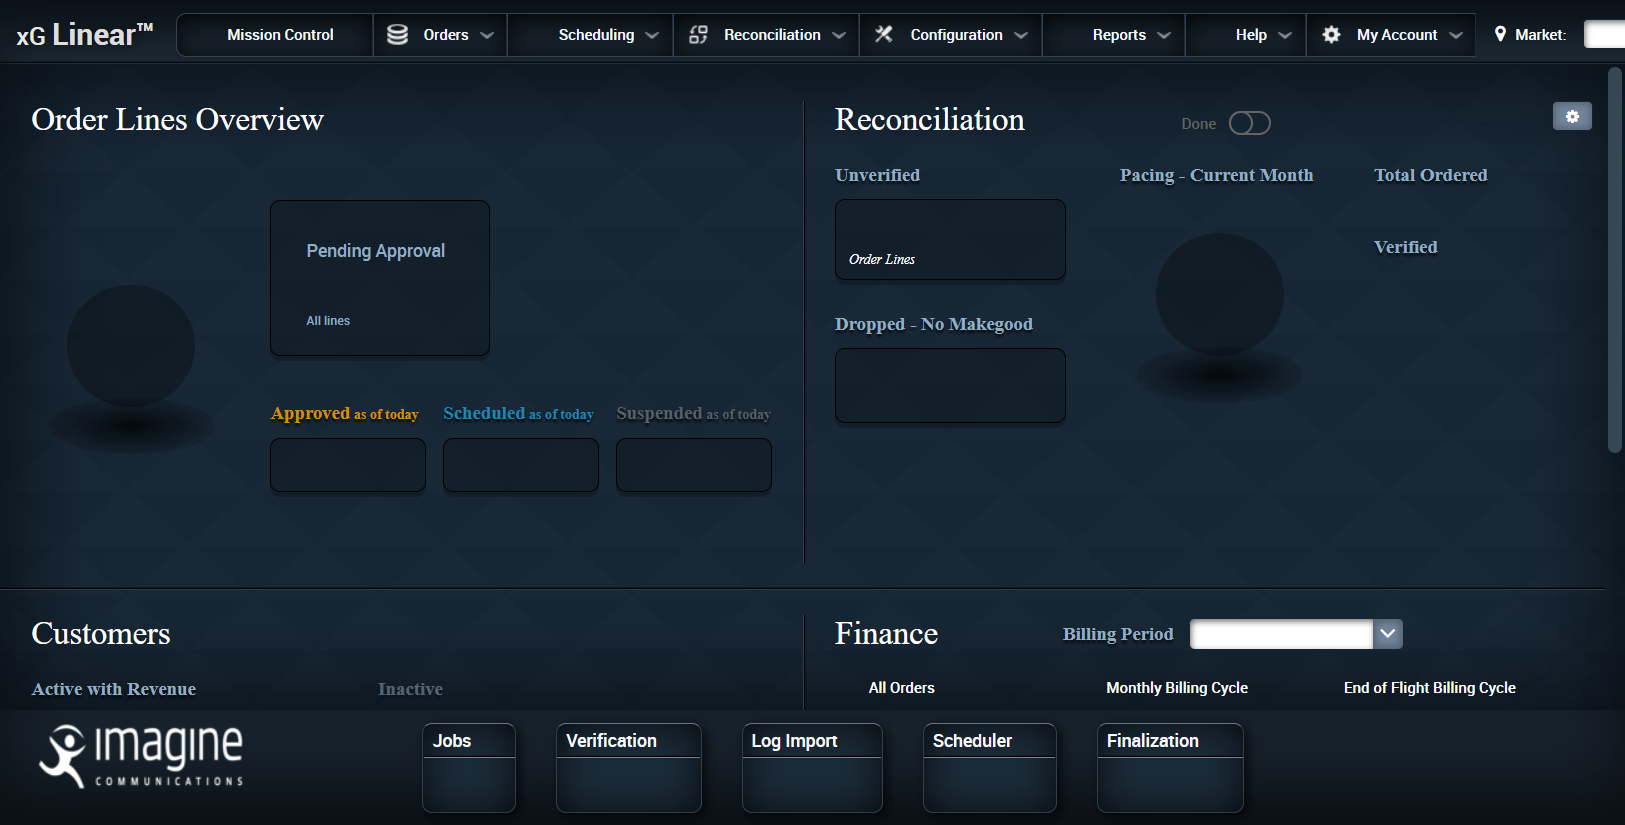 xG Linear™
Mission Control
Orders
Scheduling
Reconciliation
Configuration
Reports
Help
My Account
Market:
Order Lines Overview
Pending Approval
All lines
Approved as of today
Scheduled as of today
Suspended as of today
Reconciliation
Done
Unverified
Order Lines
Dropped - No Makegood
Pacing - Current Month
Total Ordered
Verified
Customers
Active with Revenue
Inactive
Finance
Billing Period
All Orders
Monthly Billing Cycle
End of Flight Billing Cycle
imagine
COMMUNICATIONS
Jobs
Verification
Log Import
Scheduler
Finalization